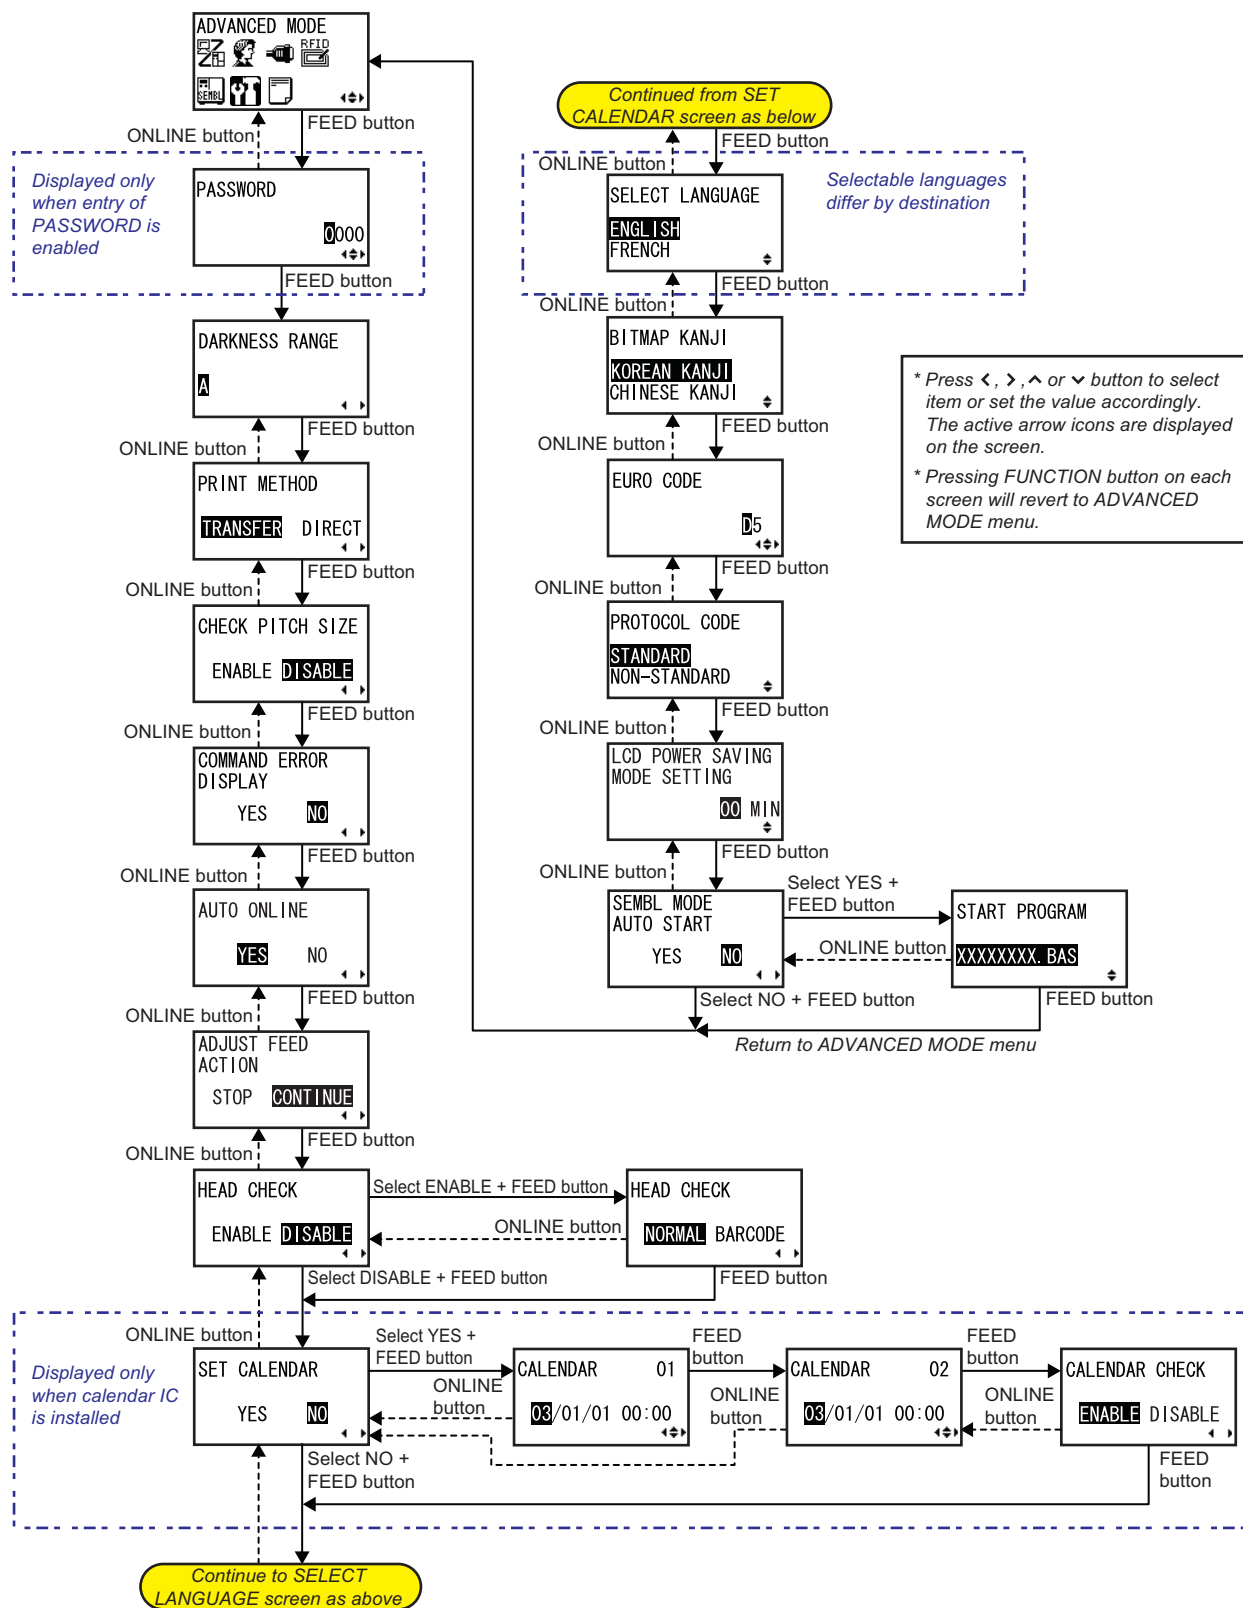 ADVANCED MODE
RFID
SEMBL
ONLINE button
FEED button
Displayed only
when entry of
PASSWORD is
enabled
PASSWORD
0000
FEED button
DARKNESS RANGE
A
ONLINE button
FEED button
PRINT METHOD
TRANSFER DIRECT
ONLINE button
FEED button
CHECK PITCH SIZE
ENABLE DISABLE
ONLINE button
FEED button
COMMAND ERROR
DISPLAY
YES NO
ONLINE button
FEED button
AUTO ONLINE
YES NO
ONLINE button
FEED button
ADJUST FEED
ACTION
STOP CONTINUE
ONLINE button
FEED button
HEAD CHECK
ENABLE DISABLE
Select ENABLE + FEED button
ONLINE button
HEAD CHECK
NORMAL BARCODE
Select DISABLE + FEED button
FEED button
ONLINE button
Displayed only
when calendar IC
is installed
SET CALENDAR
YES NO
Select YES +
FEED button
ONLINE
button
CALENDAR 01
03/01/01 00:00
FEED
button
ONLINE
button
CALENDAR 02
03/01/01 00:00
FEED
button
ONLINE
button
CALENDAR CHECK
ENABLE DISABLE
Select NO +
FEED button
FEED
button
Continue to SELECT
LANGUAGE screen as above
Continued from SET
CALENDAR screen as below
ONLINE button
FEED button
SELECT LANGUAGE
ENGLISH
FRENCH
Selectable languages
differ by destination
ONLINE button
FEED button
BITMAP KANJI
KOREAN KANJI
CHINESE KANJI
ONLINE button
FEED button
EURO CODE
D5
ONLINE button
FEED button
PROTOCOL CODE
STANDARD
NON-STANDARD
ONLINE button
FEED button
LCD POWER SAVING
MODE SETTING
00 MIN
ONLINE button
FEED button
SEMBL MODE
AUTO START
YES NO
Select YES +
FEED button
ONLINE button
START PROGRAM
XXXXXXXX.BAS
Select NO + FEED button
FEED button
Return to ADVANCED MODE menu
* Press <, >, ∧ or ∨ button to select
item or set the value accordingly.
The active arrow icons are displayed
on the screen.
* Pressing FUNCTION button on each
screen will revert to ADVANCED
MODE menu.